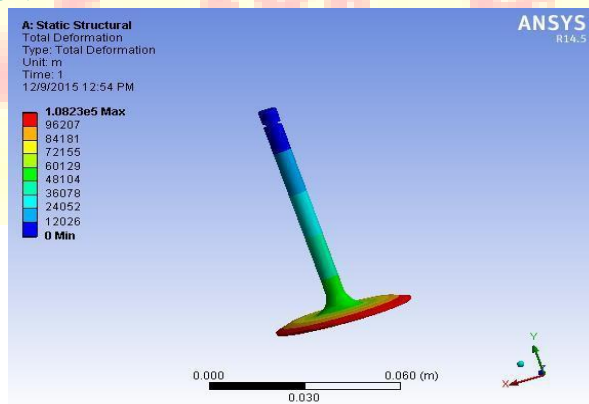 A: Static Structural
Total Deformation
Type: Total Deformation
Unit: m
Time: 1
12/9/2015 12:54 PM
1.0823e5 Max
96207
84181
72155
60129
48104
36078
24052
12026
0 Min
ANSYS
R14.5
0.000
0.060 (m)
0.030
Y
X